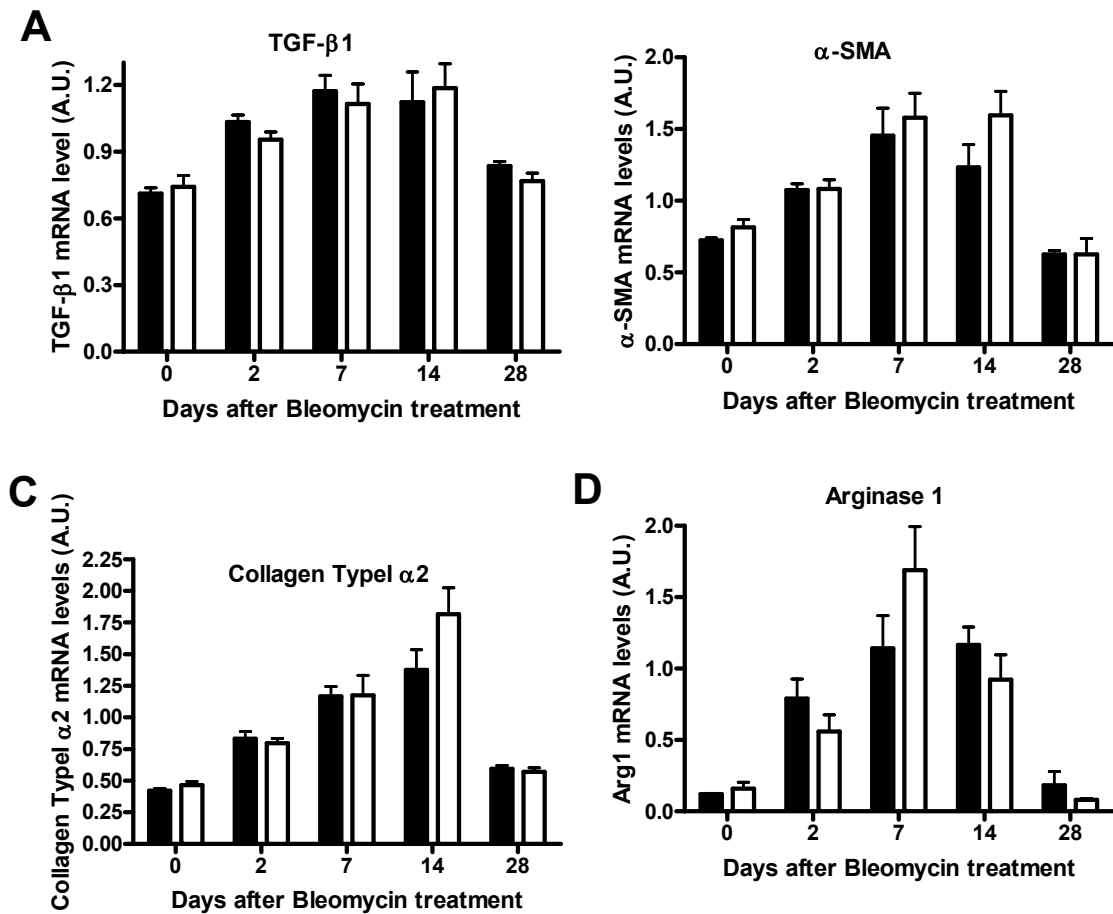 A
TGF-β1
TGF-β1 mRNA level (A.U.)
1.2
0.9
0.6
0.3
0.0
0 2 7 14 28
Days after Bleomycin treatment
α-SMA
α-SMA mRNA levels (A.U.)
2.0
1.5
1.0
0.5
0.0
0 2 7 14 28
Days after Bleomycin treatment
C
Collagen TypeI α2
Collagen TypeI α2 mRNA levels (A.U.)
2.25
2.00
1.75
1.50
1.25
1.00
0.75
0.50
0.25
0.00
0 2 7 14 28
Days after Bleomycin treatment
D
Arginase 1
Arg1 mRNA levels (A.U.)
2.0
1.5
1.0
0.5
0.0
0 2 7 14 28
Days after Bleomycin treatment